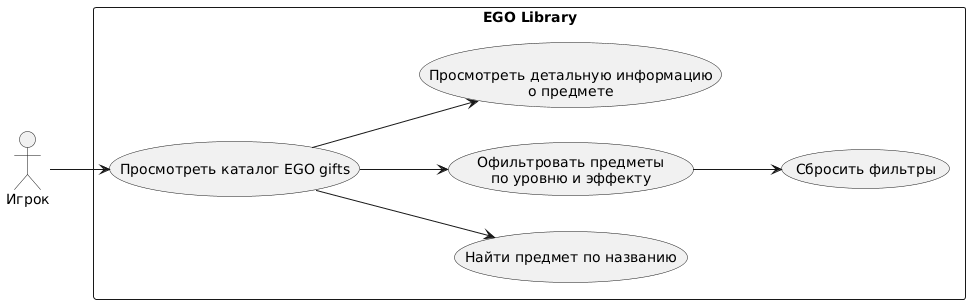 EGO Library
Просмотреть детальную информацию
о предмете
Игрок
Просмотреть каталог EGO gifts
Офильтровать предметы
по уровню и эффекту
Сбросить фильтры
Найти предмет по названию